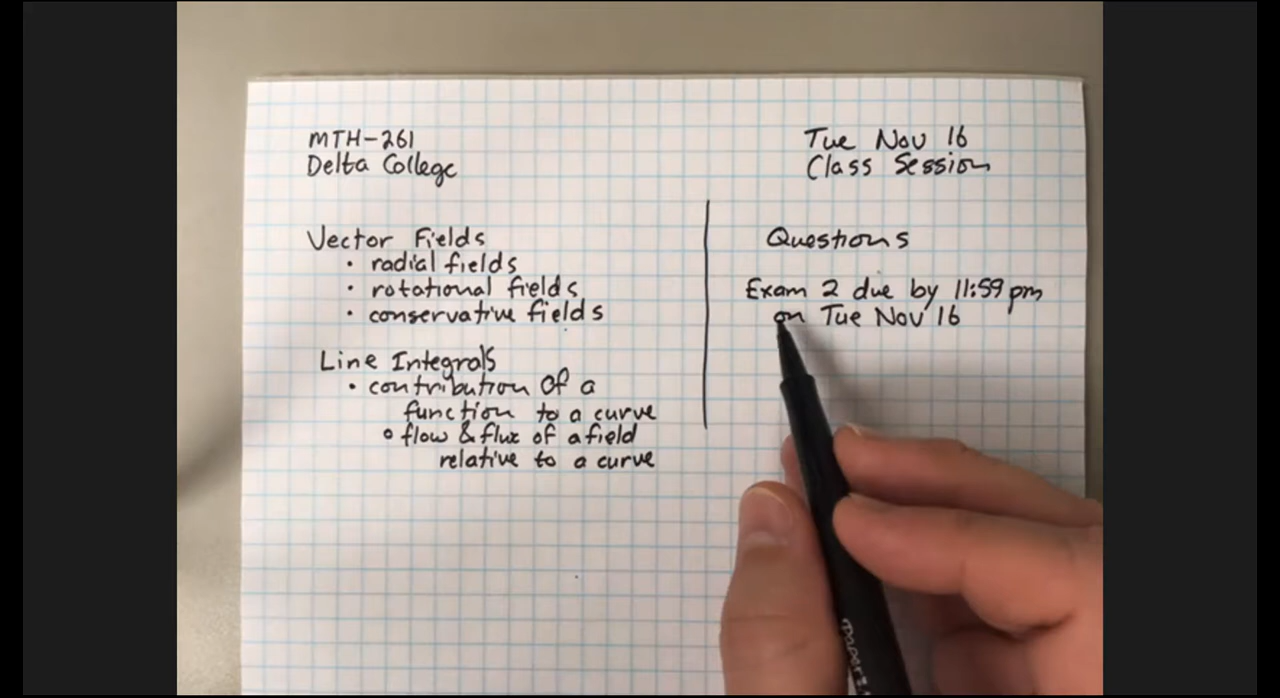 MTH-261
Delta College
Tue Nov 16
Class Session
Vector Fields
• radial fields
• rotational fields
• conservative fields
Line Integrals
• contribution of a
function to a curve
• flow & flux of a field
relative to a curve
Questions
Exam 2 due by 11:59 pm
on Tue Nov 16